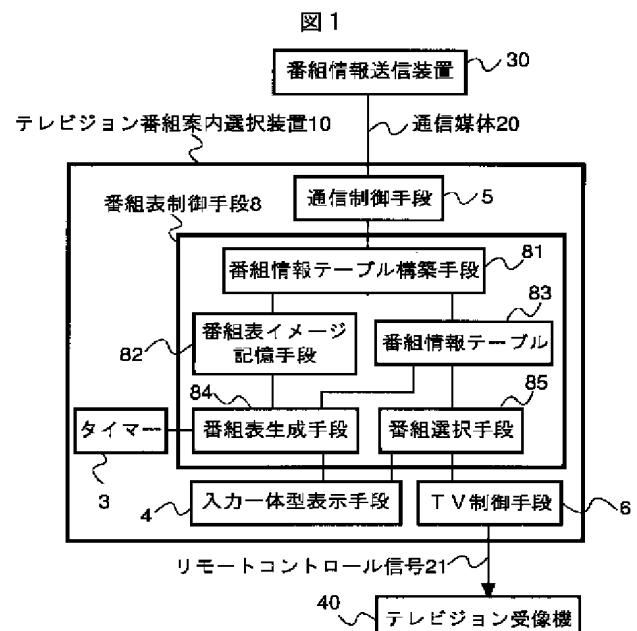 図1
番組情報送信装置
30
テレビジョン番組案内選択装置10
通信媒体20
番組表制御手段8
通信制御手段
5
81
番組情報テーブル構築手段
83
番組表イメージ
記憶手段
82
番組情報テーブル
84
85
タイマー
番組表生成手段
番組選択手段
3
4
入力一体型表示手段
TV制御手段
6
リモートコントロール信号21
40
テレビジョン受像機